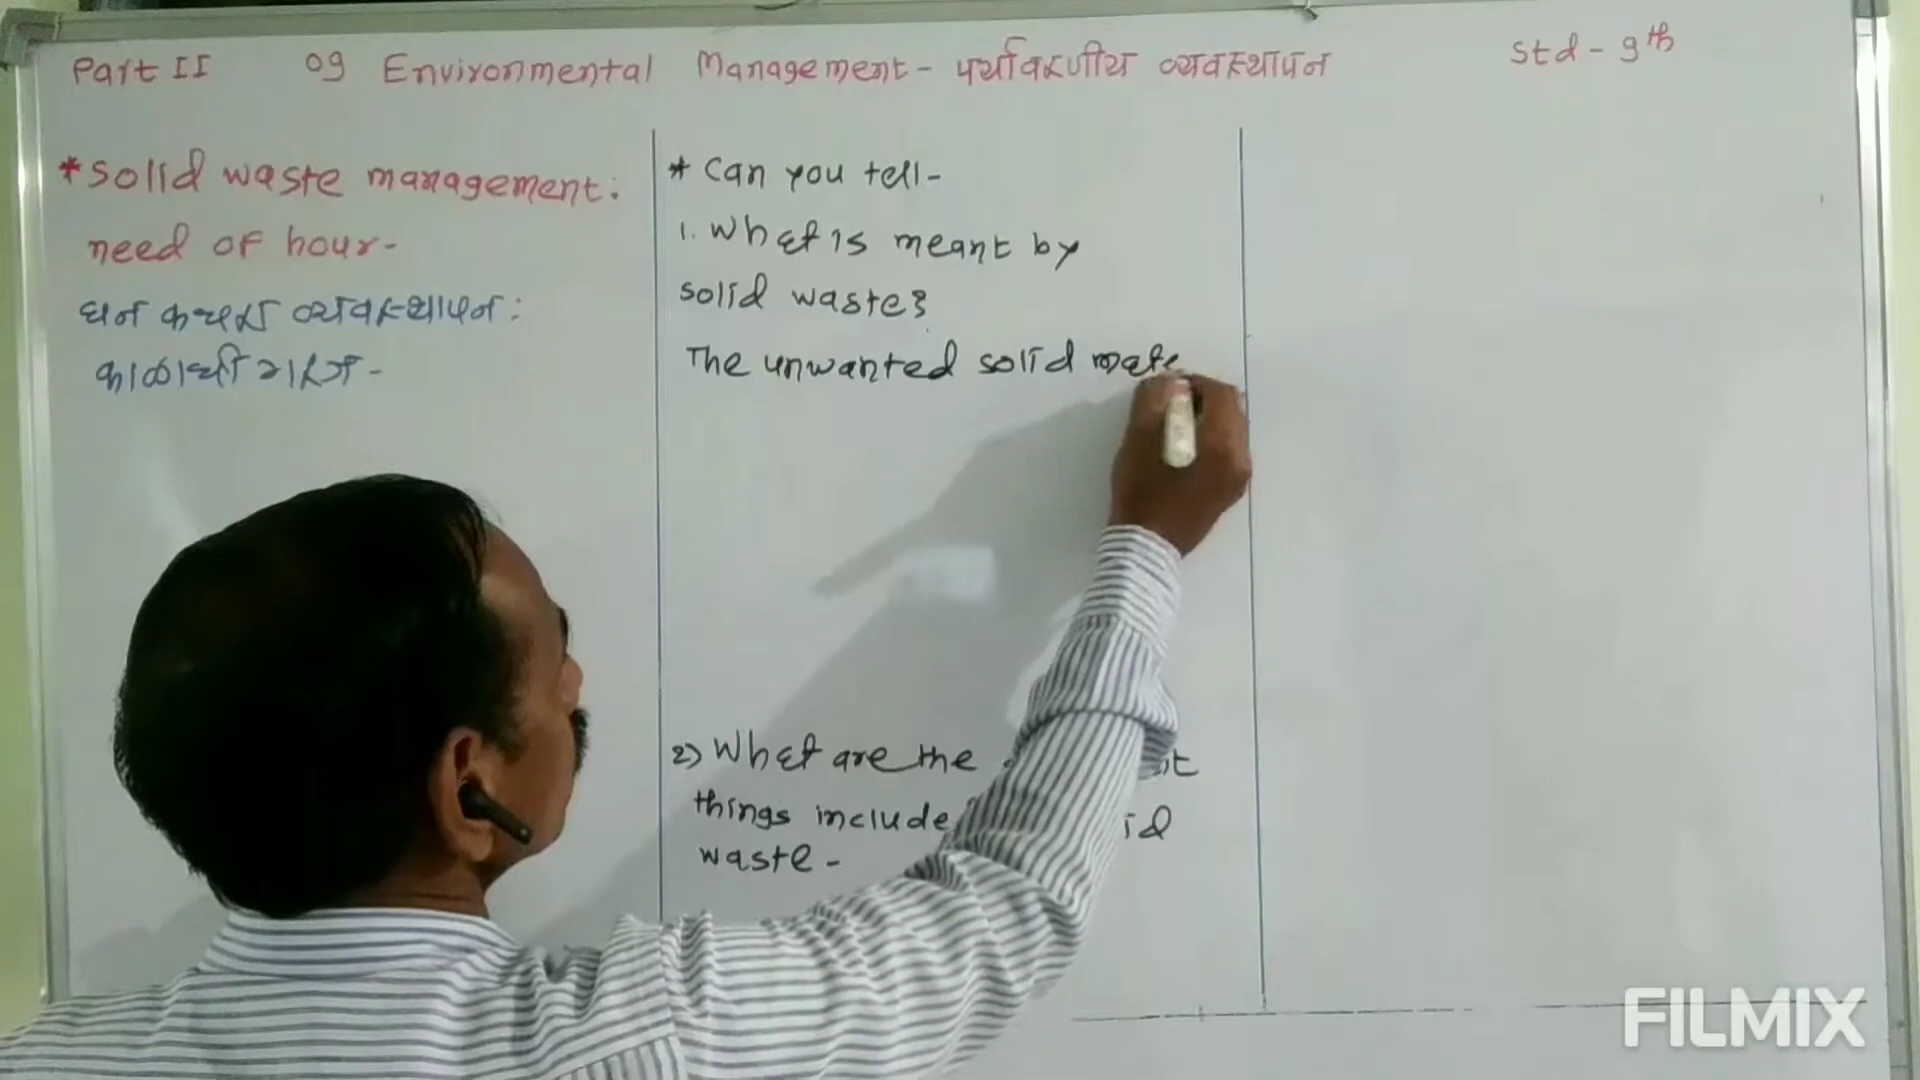 Part II 09 Environmental Management - पर्यावरणीय व्यवस्थापन Std - 9th
* Solid waste management:
need of hour-
घन कचरा व्यवस्थापन:
काळाची गरज -
* Can you tell -
1. What is meant by
solid waste?
The unwanted solid mate
2) What are the
things include
waste -
FILMIX